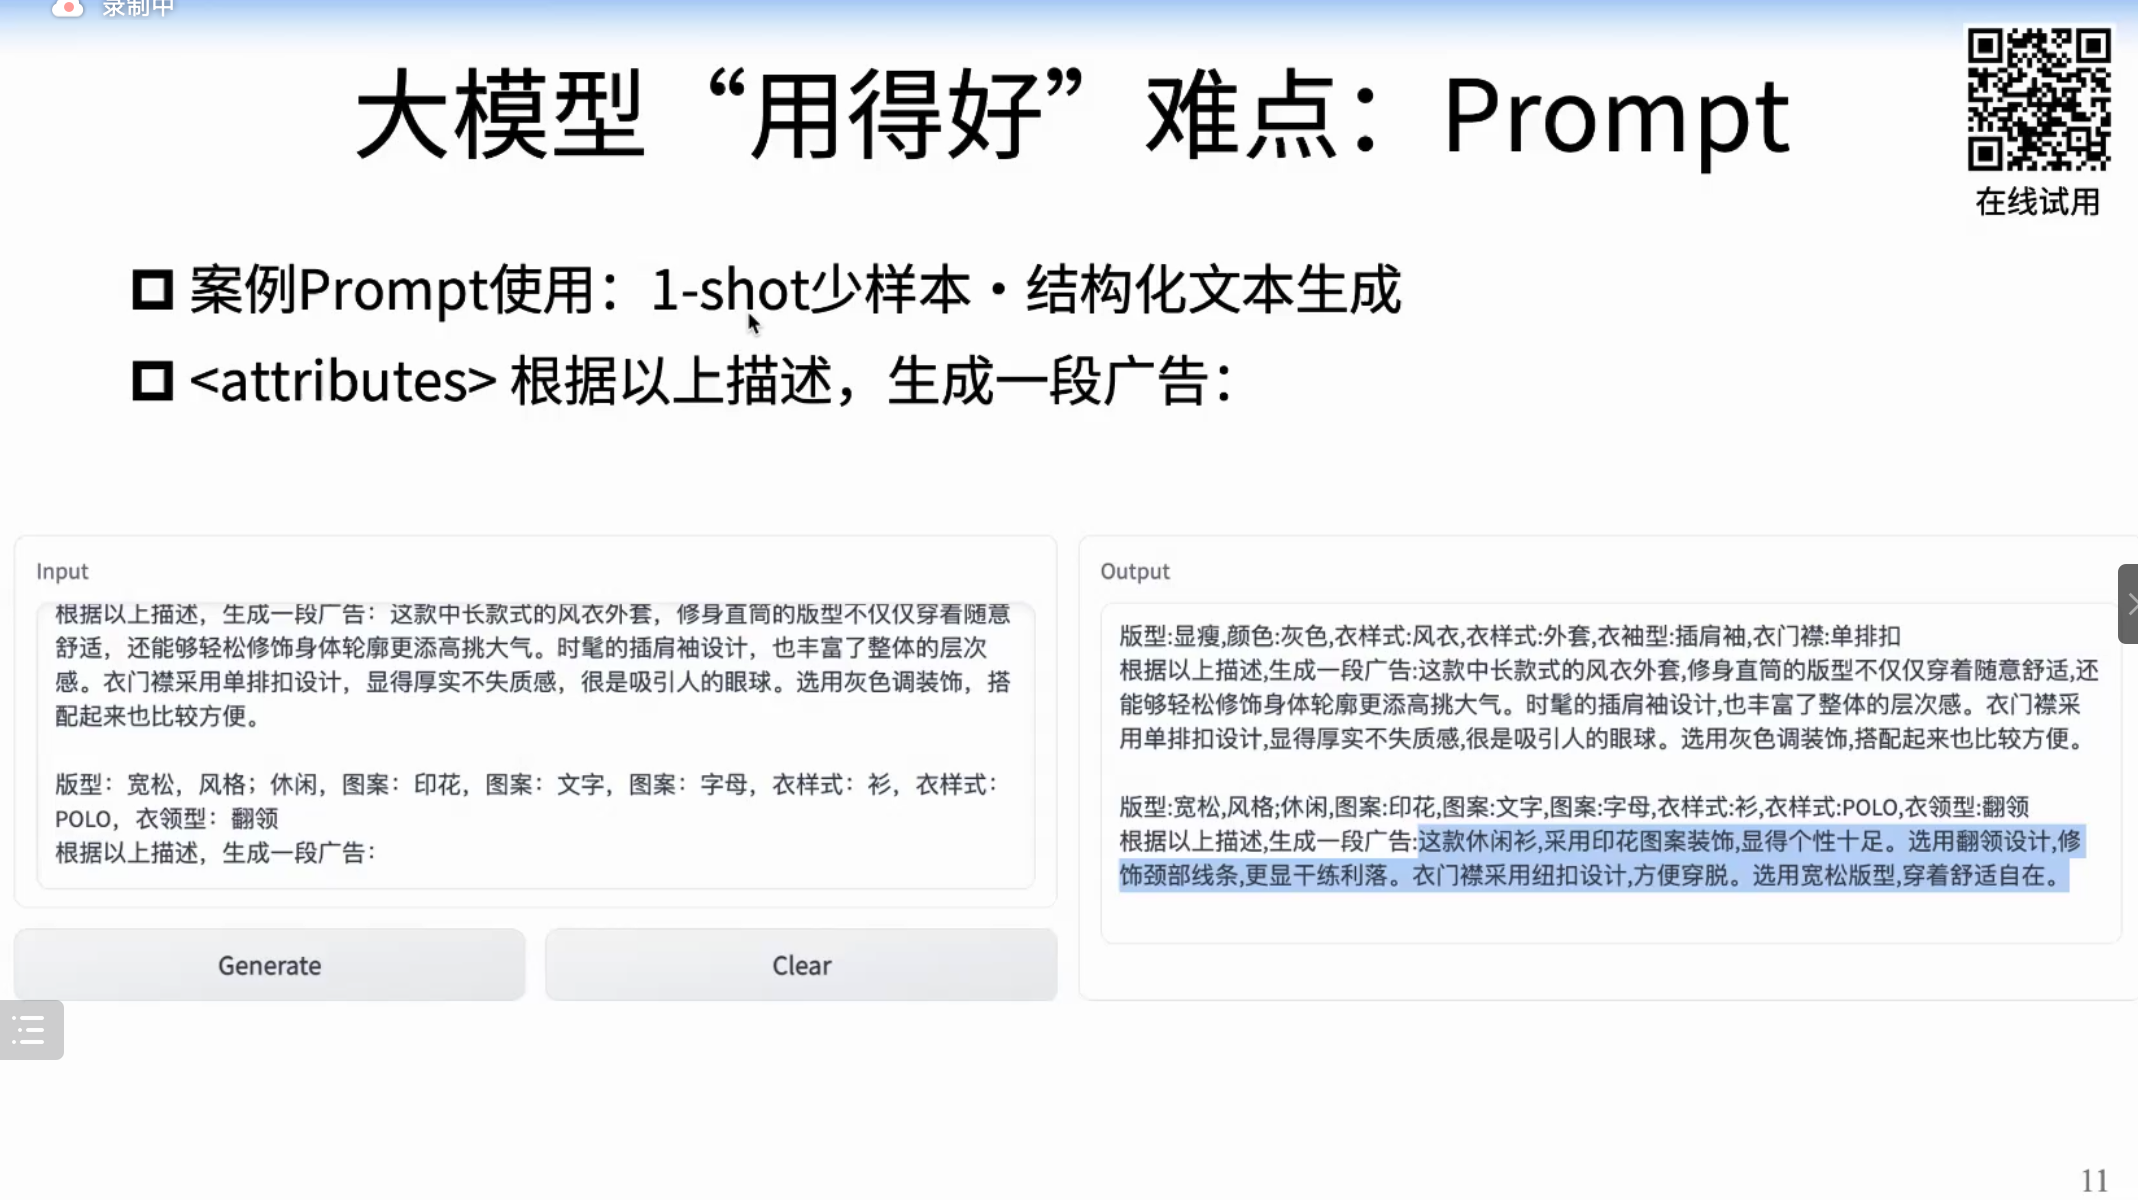 录制中
大模型“用得好”难点：Prompt
在线试用
案例Prompt使用：1-shot少样本·结构化文本生成
<attributes> 根据以上描述，生成一段广告：
Input
根据以上描述，生成一段广告：这款中长款式的风衣外套，修身直筒的版型不仅仅穿着随意
舒适，还能够轻松修饰身体轮廓更添高挑大气。时髦的插肩袖设计，也丰富了整体的层次
感。衣门襟采用单排扣设计，显得厚实不失质感，很是吸引人的眼球。选用灰色调装饰，搭
配起来也比较方便。
版型：宽松，风格；休闲，图案：印花，图案：文字，图案：字母，衣样式：衫，衣样式：
POLO，衣领型：翻领
根据以上描述，生成一段广告：
Generate
Clear
Output
版型:显瘦,颜色:灰色,衣样式:风衣,衣样式:外套,衣袖型:插肩袖,衣门襟:单排扣
根据以上描述,生成一段广告:这款中长款式的风衣外套,修身直筒的版型不仅仅穿着随意舒适,还
能够轻松修饰身体轮廓更添高挑大气。时髦的插肩袖设计,也丰富了整体的层次感。衣门襟采
用单排扣设计,显得厚实不失质感,很是吸引人的眼球。选用灰色调装饰,搭配起来也比较方便。
版型:宽松,风格;休闲,图案:印花,图案:文字,图案:字母,衣样式:衫,衣样式:POLO,衣领型:翻领
根据以上描述,生成一段广告:这款休闲衫,采用印花图案装饰,显得个性十足。选用翻领设计,修
饰颈部线条,更显干练利落。衣门襟采用纽扣设计,方便穿脱。选用宽松版型,穿着舒适自在。
11